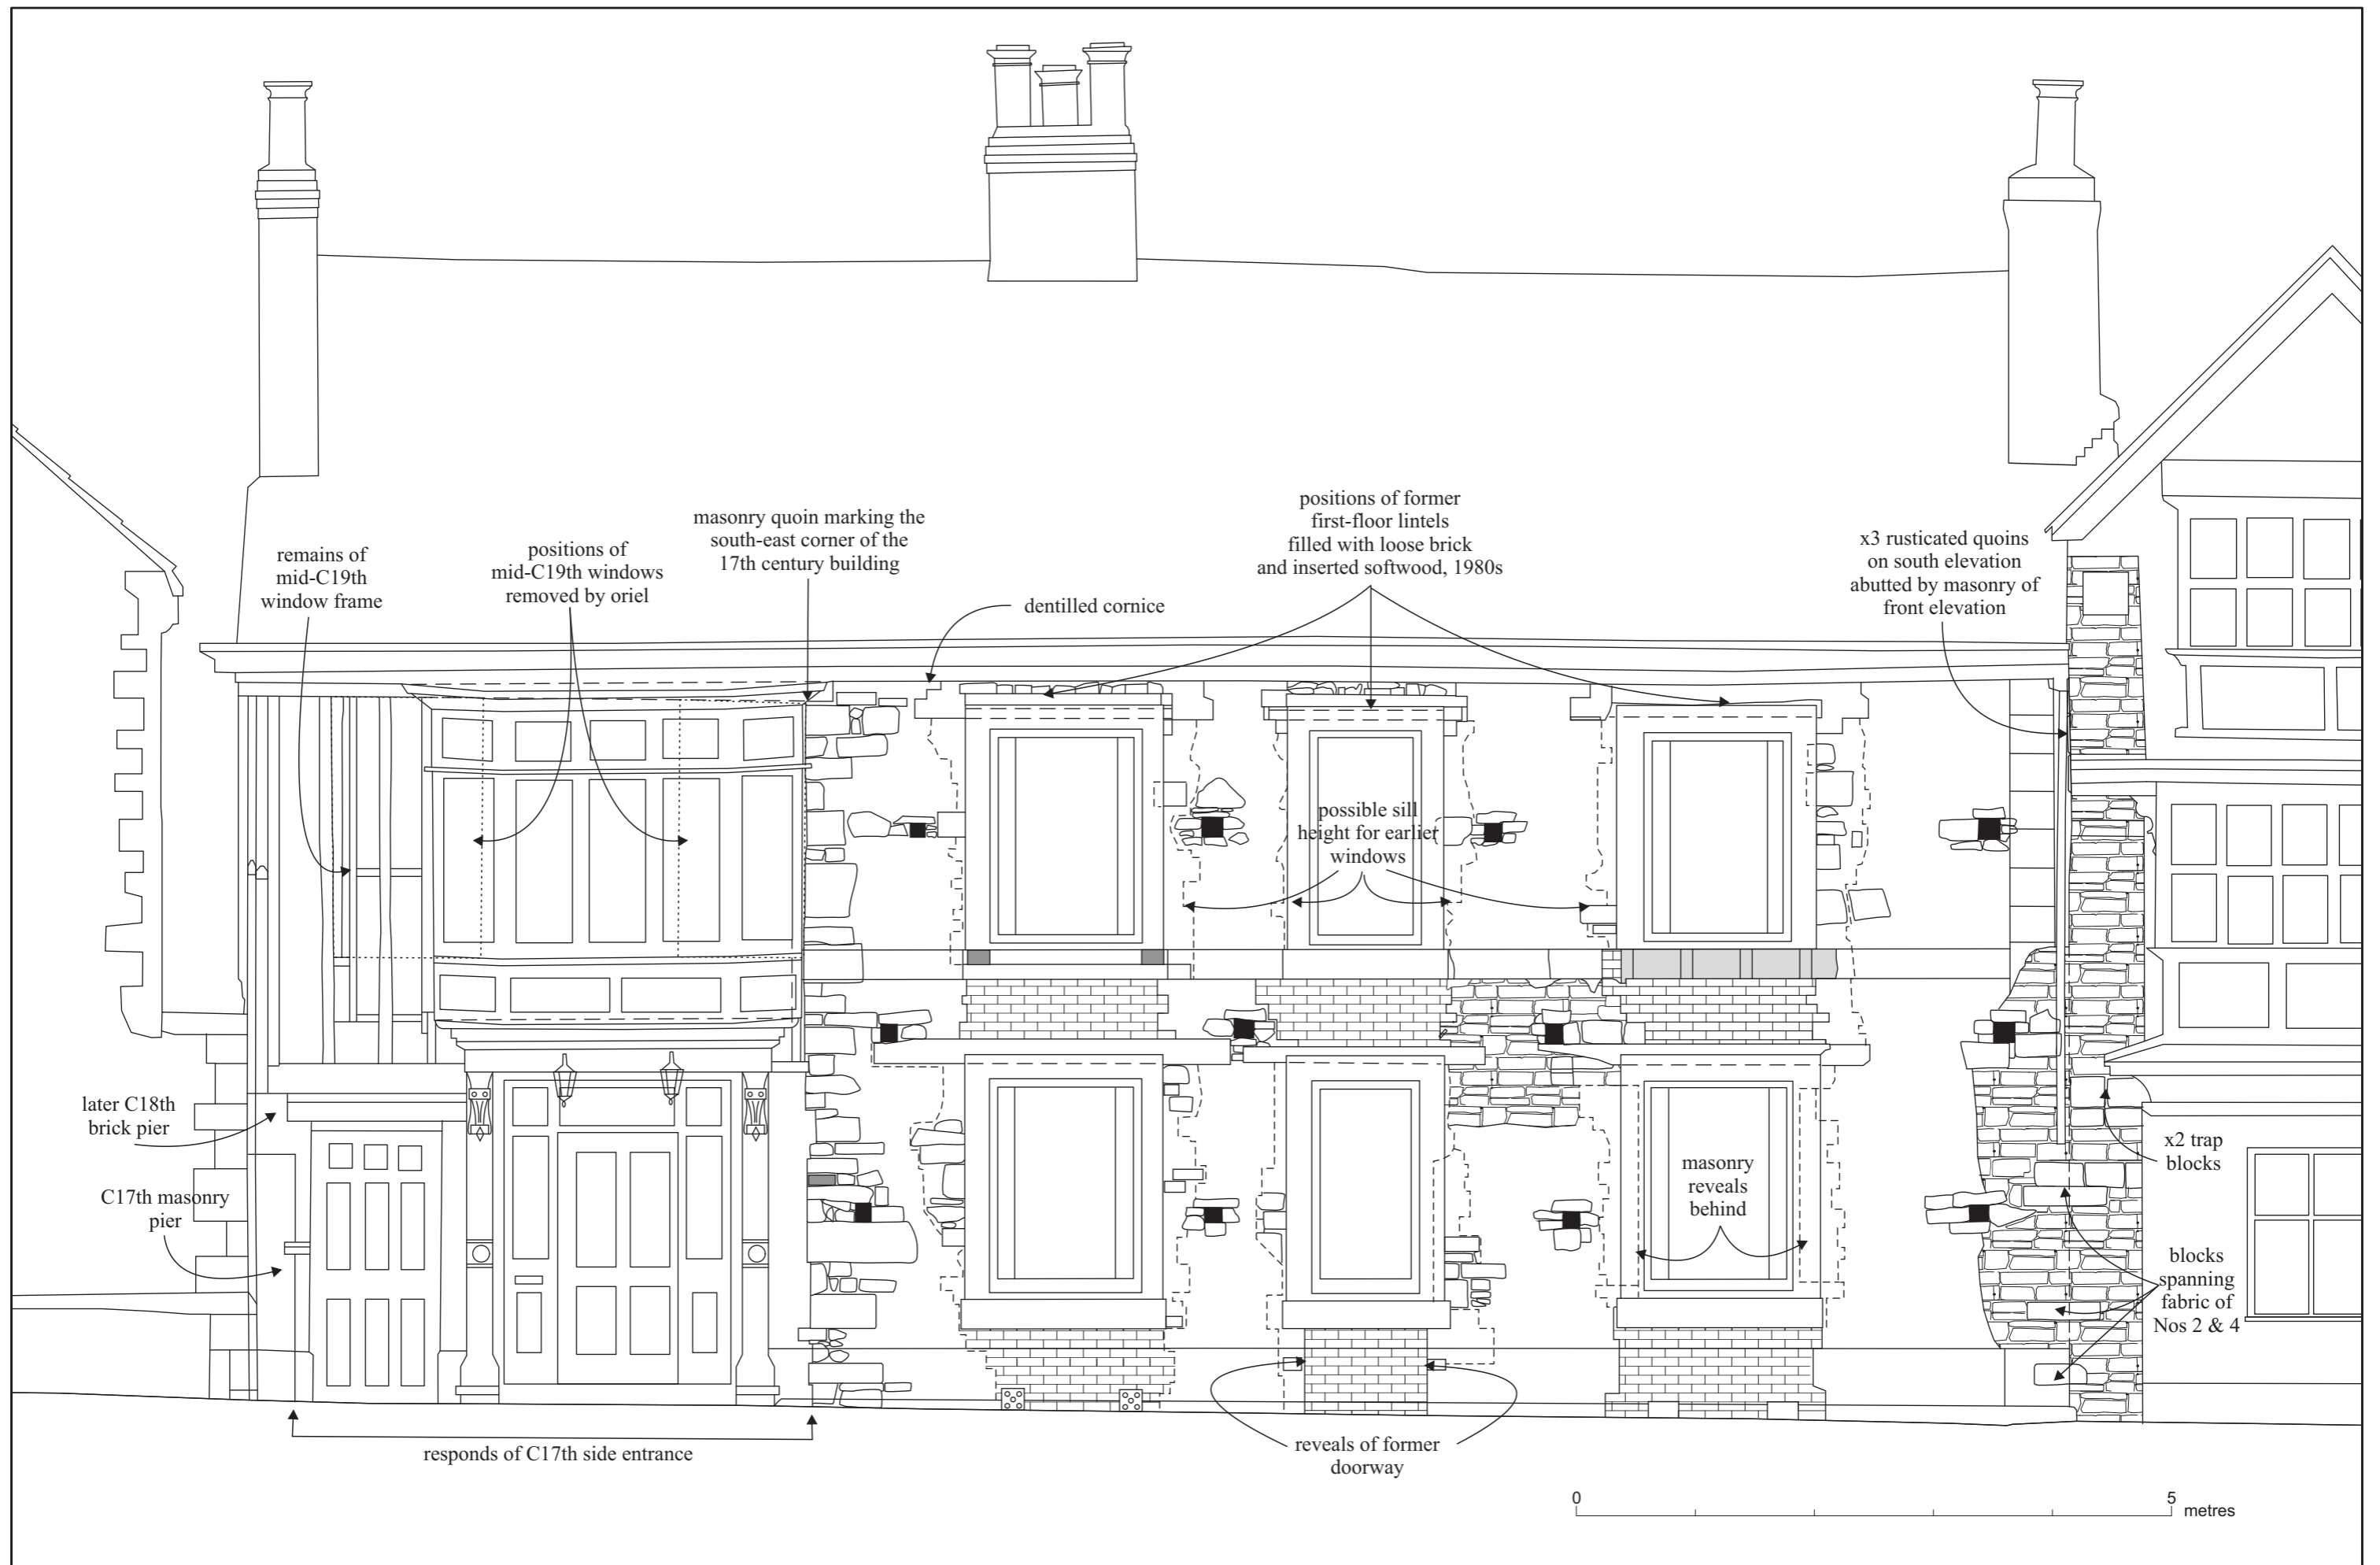 positions of former
first-floor lintels
filled with loose brick
and inserted softwood, 1980s
masonry quoin marking the
south-east corner of the
17th century building
x3 rusticated quoins
on south elevation
abutted by masonry of
front elevation
remains of
mid-C19th
window frame
positions of
mid-C19th windows
removed by oriel
dentilled cornice
possible sill
height for earlier
windows
later C18th
brick pier
x2 trap
blocks
C17th masonry
pier
masonry
reveals
behind
blocks
spanning
fabric of
Nos 2 & 4
responds of C17th side entrance
reveals of former
doorway
0
5
metres